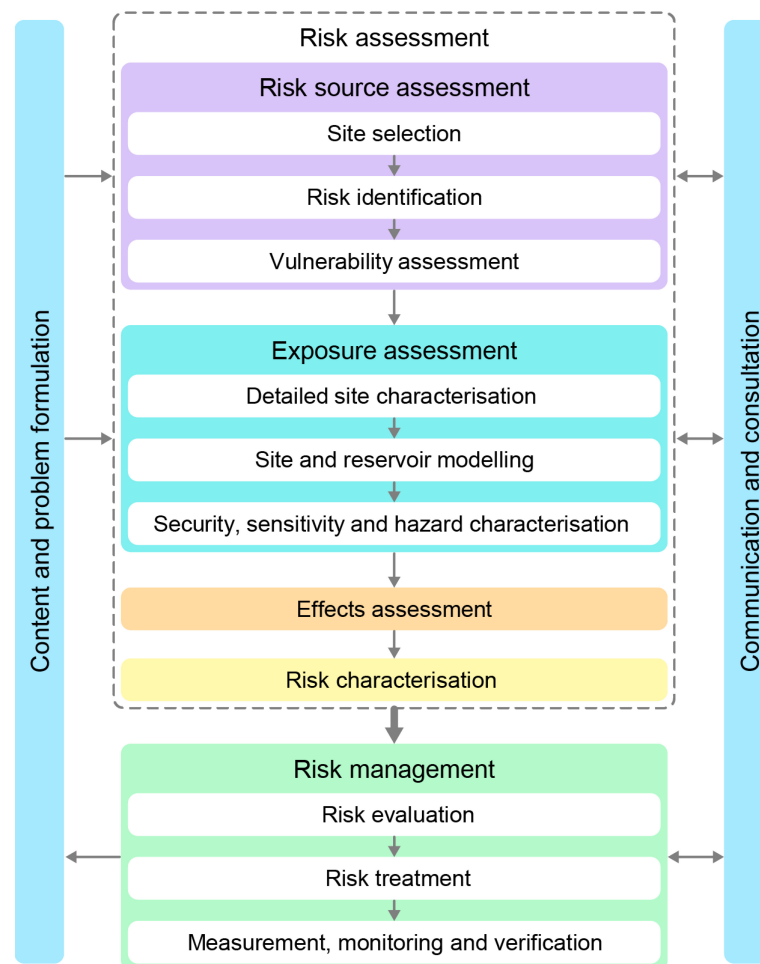 Content and problem formulation
Risk assessment
Risk source assessment
Site selection
Risk identification
Vulnerability assessment
Exposure assessment
Detailed site characterisation
Site and reservoir modelling
Security, sensitivity and hazard characterisation
Effects assessment
Risk characterisation
Risk management
Risk evaluation
Risk treatment
Measurement, monitoring and verification
Communication and consultation